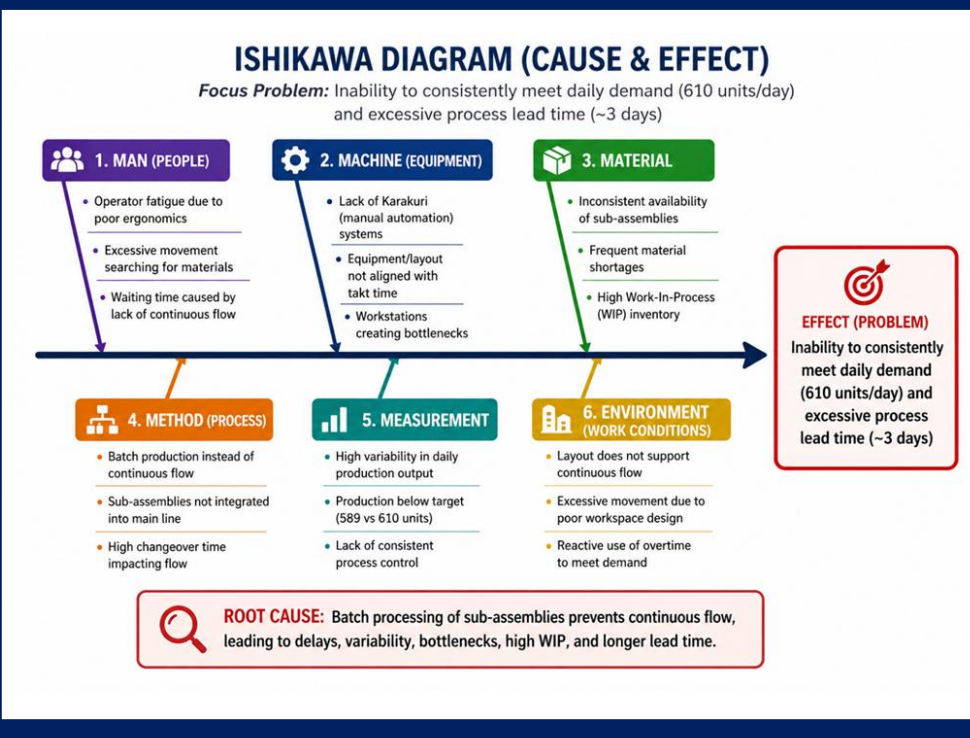 ISHIKAWA DIAGRAM (CAUSE & EFFECT)
Focus Problem: Inability to consistently meet daily demand (610 units/day)
and excessive process lead time (~3 days)
1. MAN (PEOPLE)
• Operator fatigue due to
poor ergonomics
• Excessive movement
searching for materials
• Waiting time caused by
lack of continuous flow
2. MACHINE (EQUIPMENT)
• Lack of Karakuri
(manual automation)
systems
• Equipment/layout
not aligned with
takt time
• Workstations
creating bottlenecks
3. MATERIAL
• Inconsistent availability
of sub-assemblies
• Frequent material
shortages
• High Work-In-Process
(WIP) inventory
EFFECT (PROBLEM)
Inability to consistently
meet daily demand
(610 units/day) and
excessive process
lead time (~3 days)
4. METHOD (PROCESS)
• Batch production instead of
continuous flow
• Sub-assemblies not integrated
into main line
• High changeover time
impacting flow
5. MEASUREMENT
• High variability in daily
production output
• Production below target
(589 vs 610 units)
• Lack of consistent
process control
6. ENVIRONMENT
(WORK CONDITIONS)
• Layout does not support
continuous flow
• Excessive movement due to
poor workspace design
• Reactive use of overtime
to meet demand
ROOT CAUSE: Batch processing of sub-assemblies prevents continuous flow,
leading to delays, variability, bottlenecks, high WIP, and longer lead time.